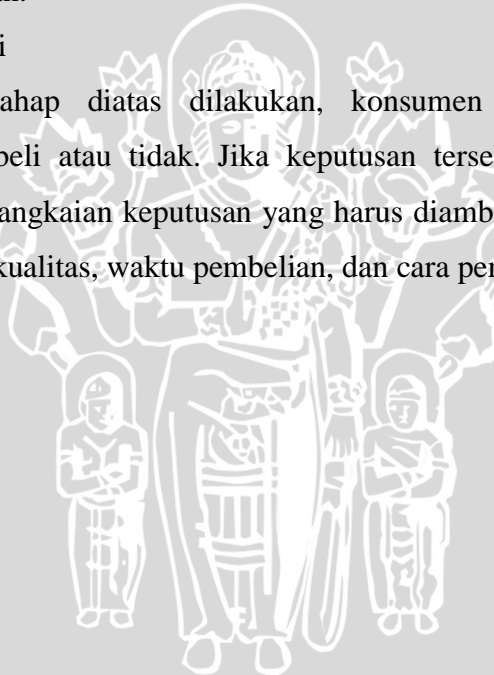 i
ahap diatas dilakukan, konsumen
beli atau tidak. Jika keputusan terse
angkaian keputusan yang harus diamb
kualitas, waktu pembelian, dan cara per